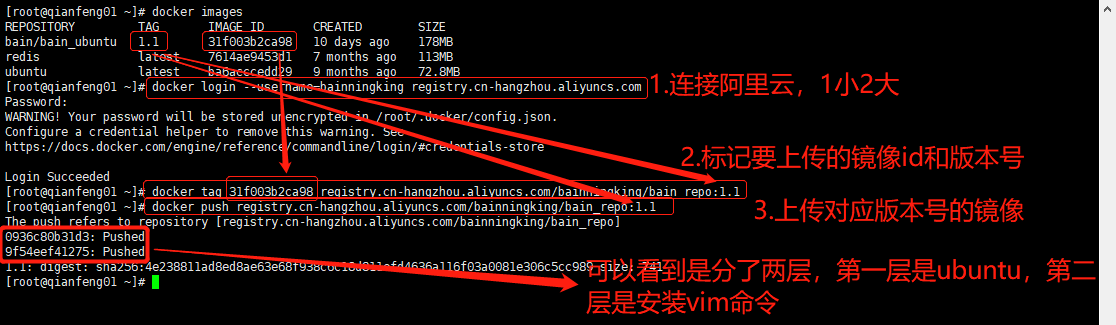 [root@qianfeng01 ~]# docker images
REPOSITORY TAG IMAGE ID CREATED SIZE
bain/bain_ubuntu 1.1 31f003b2ca98 10 days ago 178MB
redis latest 7614ae9453d1 7 months ago 113MB
ubuntu latest ba6acccedd29 9 months ago 72.8MB
[root@qianfeng01 ~]# docker login --username=bainningking registry.cn-hangzhou.aliyuncs.com
1.连接阿里云，1小2大
Password:
WARNING! Your password will be stored unencrypted in /root/.docker/config.json.
Configure a credential helper to remove this warning. See
https://docs.docker.com/engine/reference/commandline/login/#credentials-store
2.标记要上传的镜像id和版本号
Login Succeeded
[root@qianfeng01 ~]# docker tag 31f003b2ca98 registry.cn-hangzhou.aliyuncs.com/bainningking/bain_repo:1.1
[root@qianfeng01 ~]# docker push registry.cn-hangzhou.aliyuncs.com/bainningking/bain_repo:1.1
3.上传对应版本号的镜像
The push refers to repository [registry.cn-hangzhou.aliyuncs.com/bainningking/bain_repo]
0936c80b31d3: Pushed
9f54eef41275: Pushed
1.1: digest: size: 741
可以看到是分了两层，第一层是ubuntu，第二
层是安装vim命令
[root@qianfeng01 ~]#